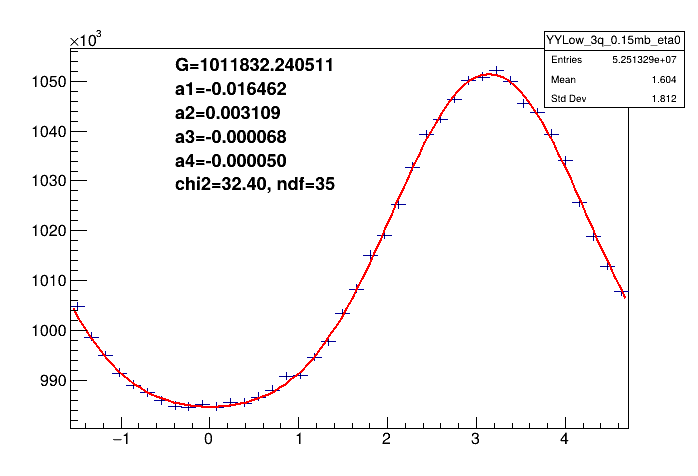 ×10³
YYLow_3q_0.15mb_eta0
Entries 5.251329e+07
Mean 1.604
Std Dev 1.812
G=1011832.240511
a1=-0.016462
a2=0.003109
a3=-0.000068
a4=-0.000050
chi2=32.40, ndf=35
1050
1040
1030
1020
1010
1000
990
−1 0 1 2 3 4